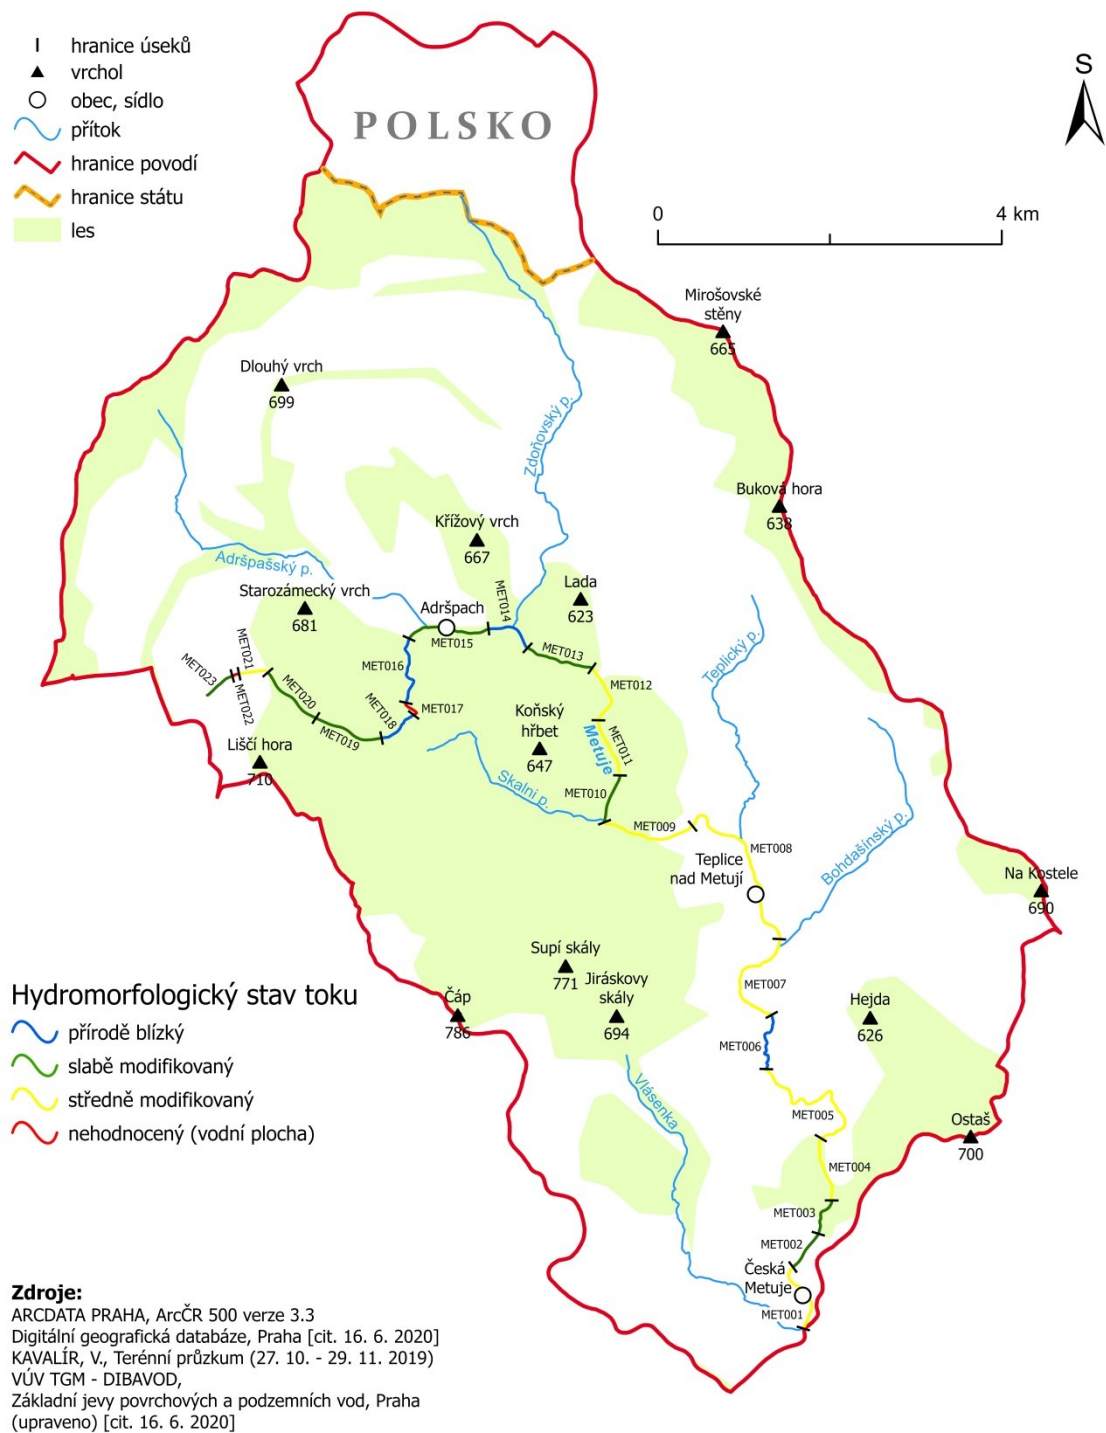 hranice úseků
vrchol
obec, sídlo
přítok
hranice povodí
hranice státu
les
POLSKO
S
0
4 km
Mirošovské
stěny
665
Dlouhý vrch
699
Zdoňovský p.
Buková hora
638
Křížový vrch
667
Adršpašský p.
Starozámecký vrch
681
Adršpach
MET014
Lada
623
MET015
MET013
MET016
MET012
Teplický p.
MET023
MET021
MET022
MET020
MET019
MET018
MET017
Koňský
hřbet
647
Metuje
MET011
Liščí hora
710
Skalní p.
MET010
MET009
MET008
Teplice
nad Metují
Bohdašínský p.
Na Kostele
690
Supí skály
771
Jiráskovy
skály
694
Čáp
786
MET007
Hejda
626
MET006
Hydromorfologický stav toku
přírodě blízký
slabě modifikovaný
středně modifikovaný
nehodnocený (vodní plocha)
Vlásenka
MET005
Ostaš
700
MET004
MET003
MET002
Česká
Metuje
MET001
Zdroje:
ARCDATA PRAHA, ArcČR 500 verze 3.3
Digitální geografická databáze, Praha [cit. 16. 6. 2020]
KAVALÍR, V., Terénní průzkum (27. 10. - 29. 11. 2019)
VÚV TGM - DIBAVOD,
Základní jevy povrchových a podzemních vod, Praha
(upraveno) [cit. 16. 6. 2020]